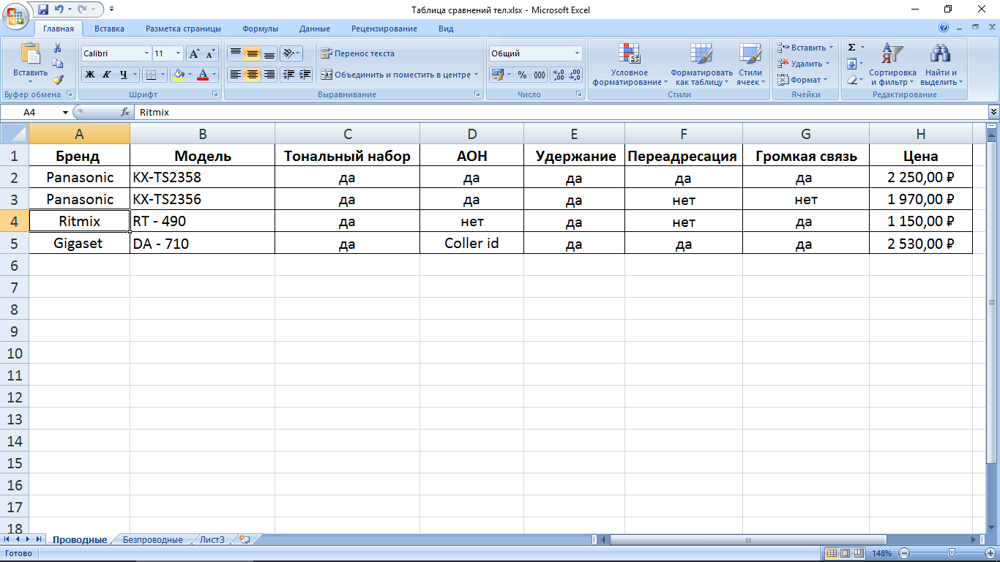 Таблица сравнений тел.xlsx - Microsoft Excel
Главная Вставка Разметка страницы Формулы Данные Рецензирование Вид
Calibri 11 Перенос текста Общий Вставить Σ
Вставить Ж К Ч Объединить и поместить в центре % 000 Условное форматирование Форматировать как таблицу Стили ячеек Удалить Формат Сортировка и фильтр Найти и выделить
Буфер обмена Шрифт Выравнивание Число Стили Ячейки Редактирование
A4 fx Ritmix
A B C D E F G H
1 Бренд Модель Тональный набор АОН Удержание Переадресация Громкая связь Цена
2 Panasonic KX-TS2358 да да да да да 2 250,00 ₽
3 Panasonic KX-TS2356 да да да нет нет 1 970,00 ₽
4 Ritmix RT - 490 да нет да нет да 1 150,00 ₽
5 Gigaset DA - 710 да Coller id да да да 2 530,00 ₽
6
7
8
9
10
11
12
13
14
15
16
17
18
Проводные Безпроводные Лист3
Готово 148%